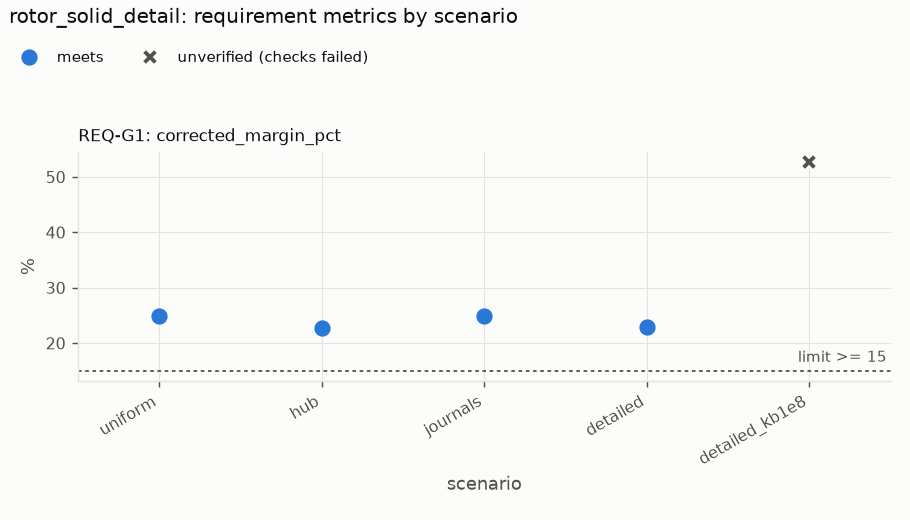 rotor_solid_detail: requirement metrics by scenario
meets
unverified (checks failed)
REQ-G1: corrected_margin_pct
50
40
30
20
%
limit >= 15
uniform
hub
journals
detailed
detailed_kb1e8
scenario